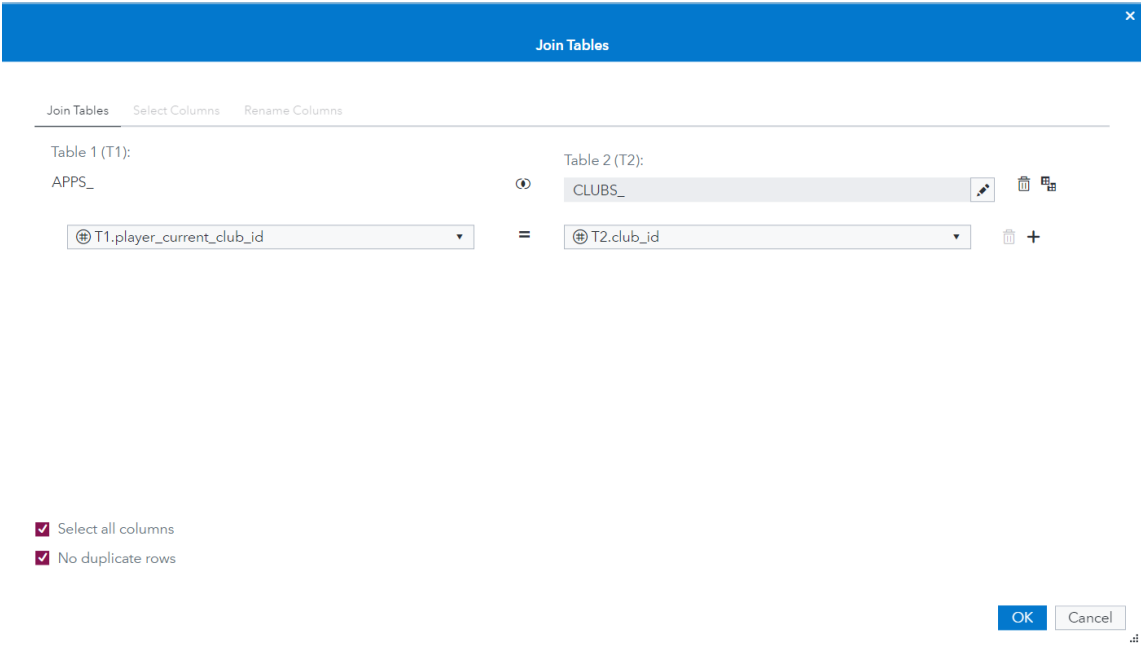 Join Tables
Join Tables Select Columns Rename Columns
Table 1 (T1):
Table 2 (T2):
APPS_
CLUBS_
T1.player_current_club_id = T2.club_id
Select all columns
No duplicate rows
OK Cancel